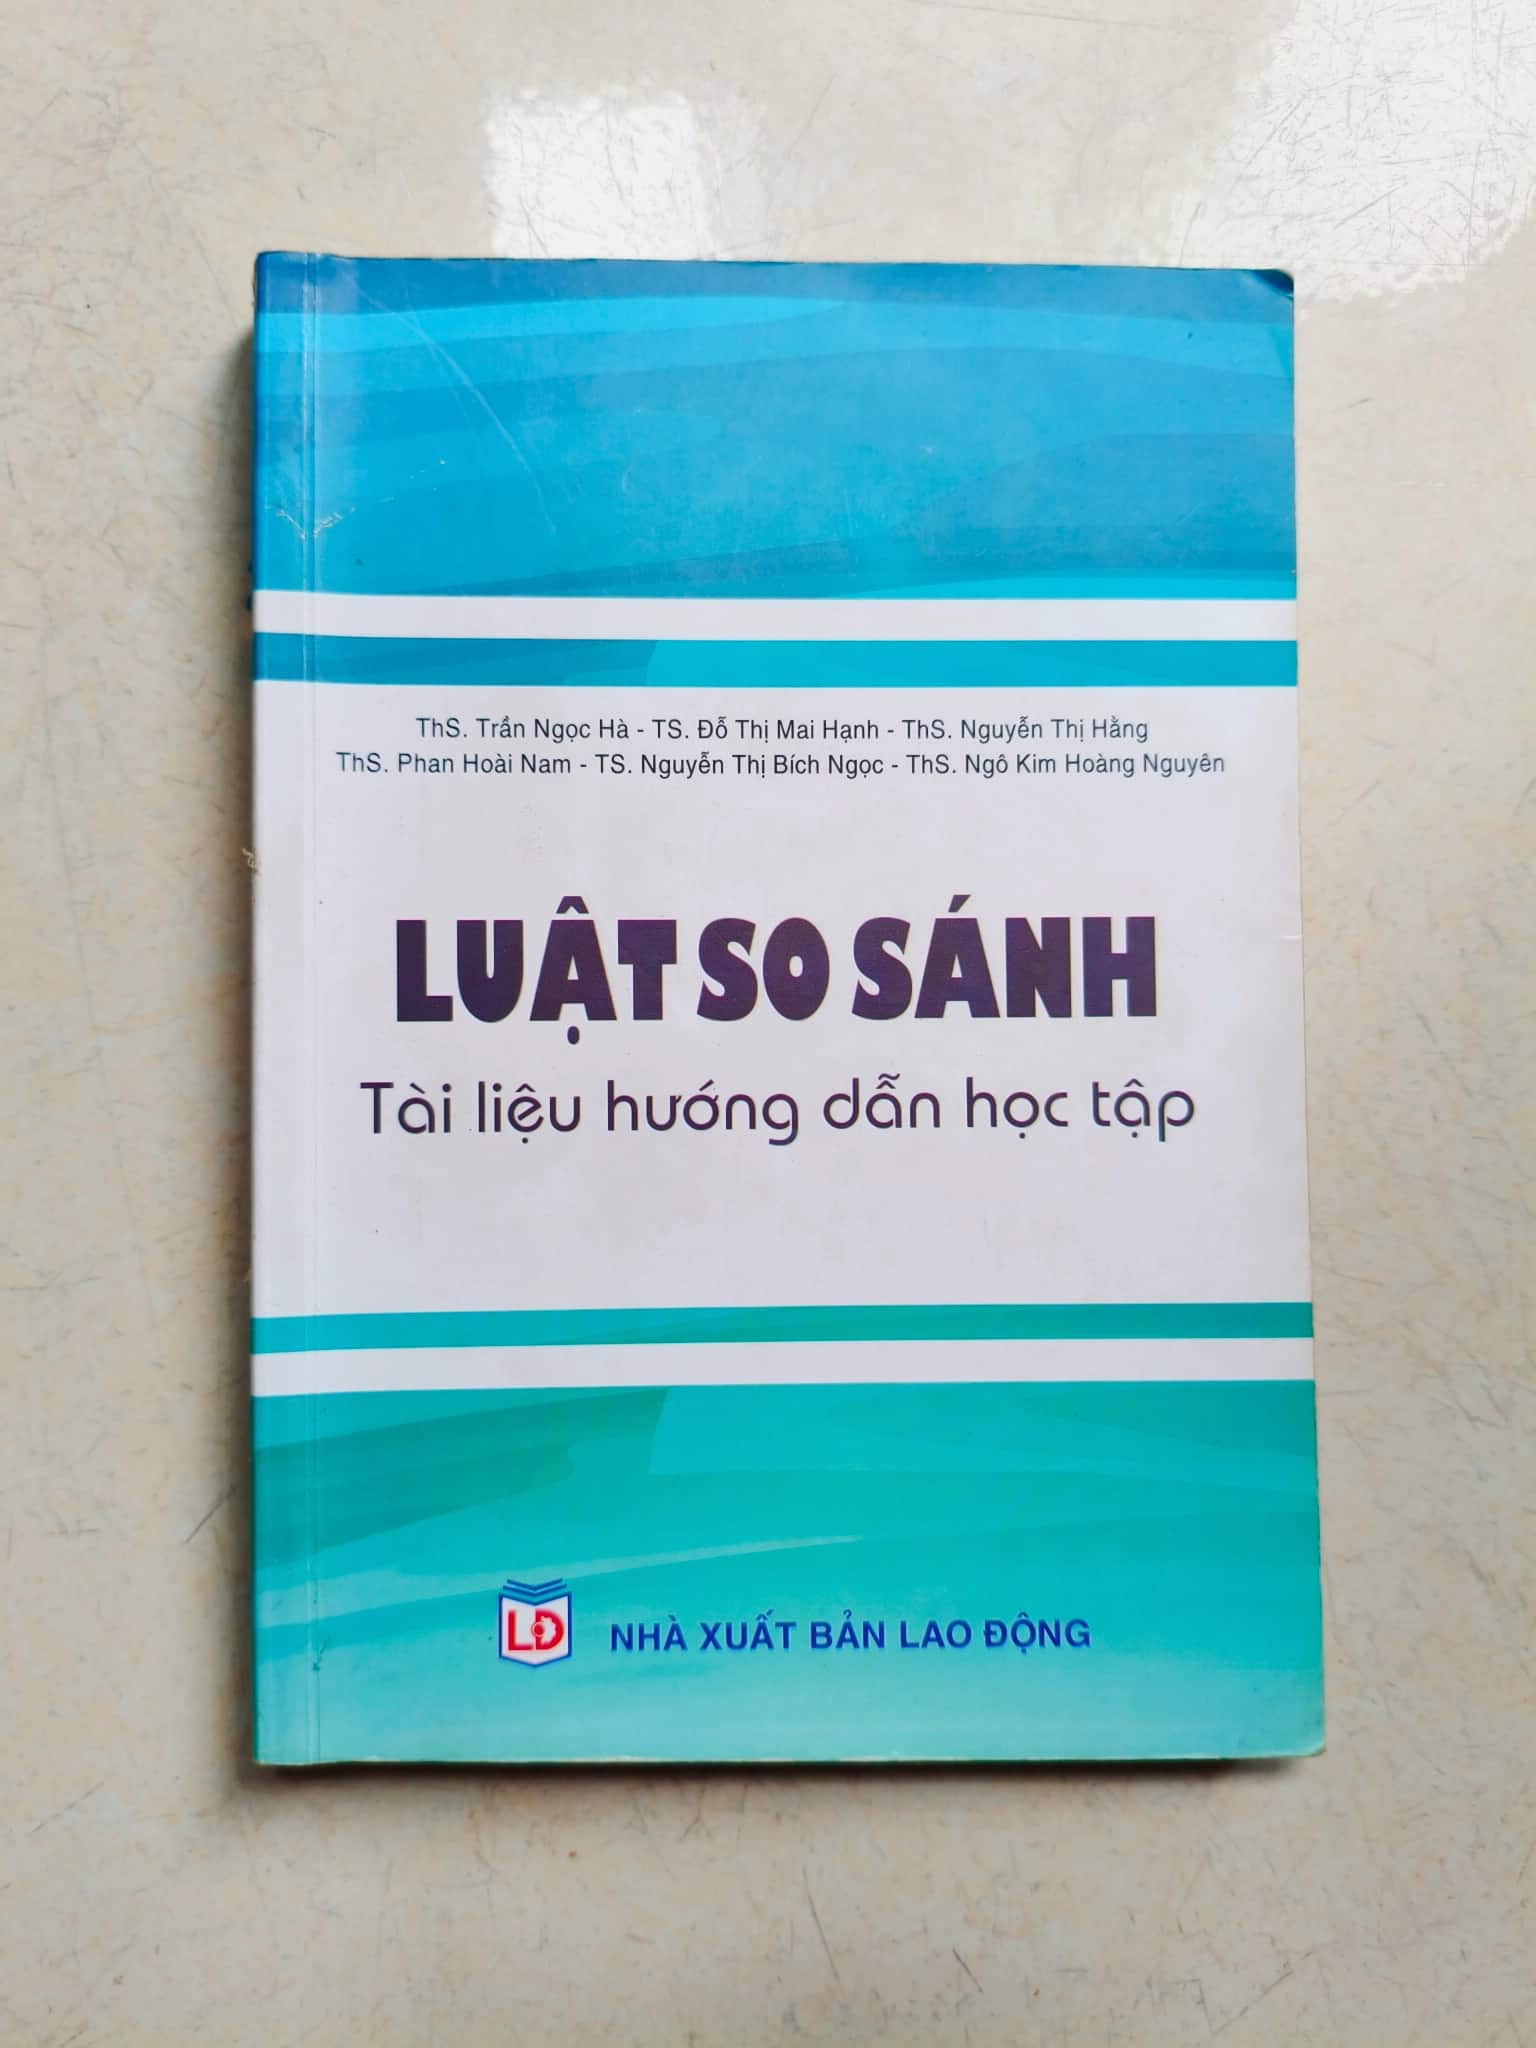 ThS. Trần Ngọc Hà - TS. Đỗ Thị Mai Hạnh - ThS. Nguyễn Thị Hằng
ThS. Phan Hoài Nam - TS. Nguyễn Thị Bích Ngọc - ThS. Ngô Kim Hoàng Nguyên
LUẬT SO SÁNH
Tài liệu hướng dẫn học tập
LĐ NHÀ XUẤT BẢN LAO ĐỘNG